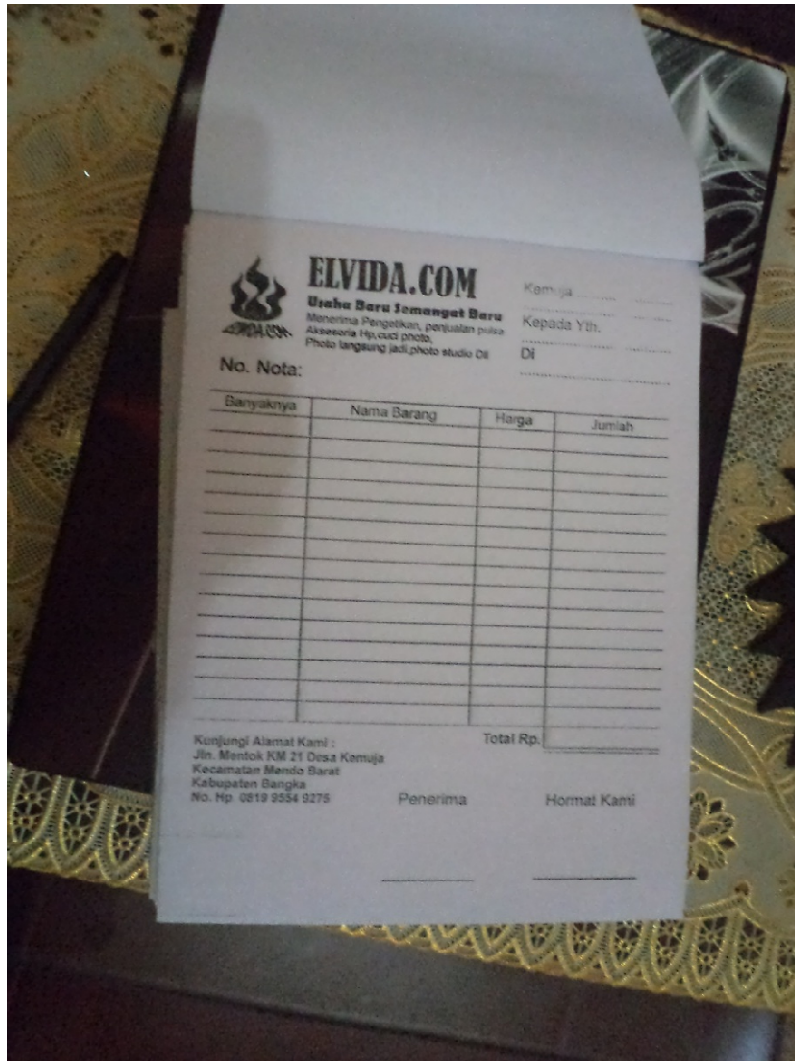 ELVIDA.COM
Usaha Baru Semangat Baru
Menerima Pengetikan, penjualan pulsa
Aksesoris Hp,cuci photo,
Photo langsung jadi,photo studio Dll
ELVIDA.COM
Kemuja ..............
..............
Kepada Yth.
..............
Di
..............
No. Nota:
Banyaknya Nama Barang Harga Jumlah
Total Rp.
Kunjungi Alamat Kami :
Jln. Mentok KM 21 Desa Kemuja
Kecamatan Mendo Barat
Kabupaten Bangka
No. Hp. 0819 9554 9275
Penerima Hormat Kami